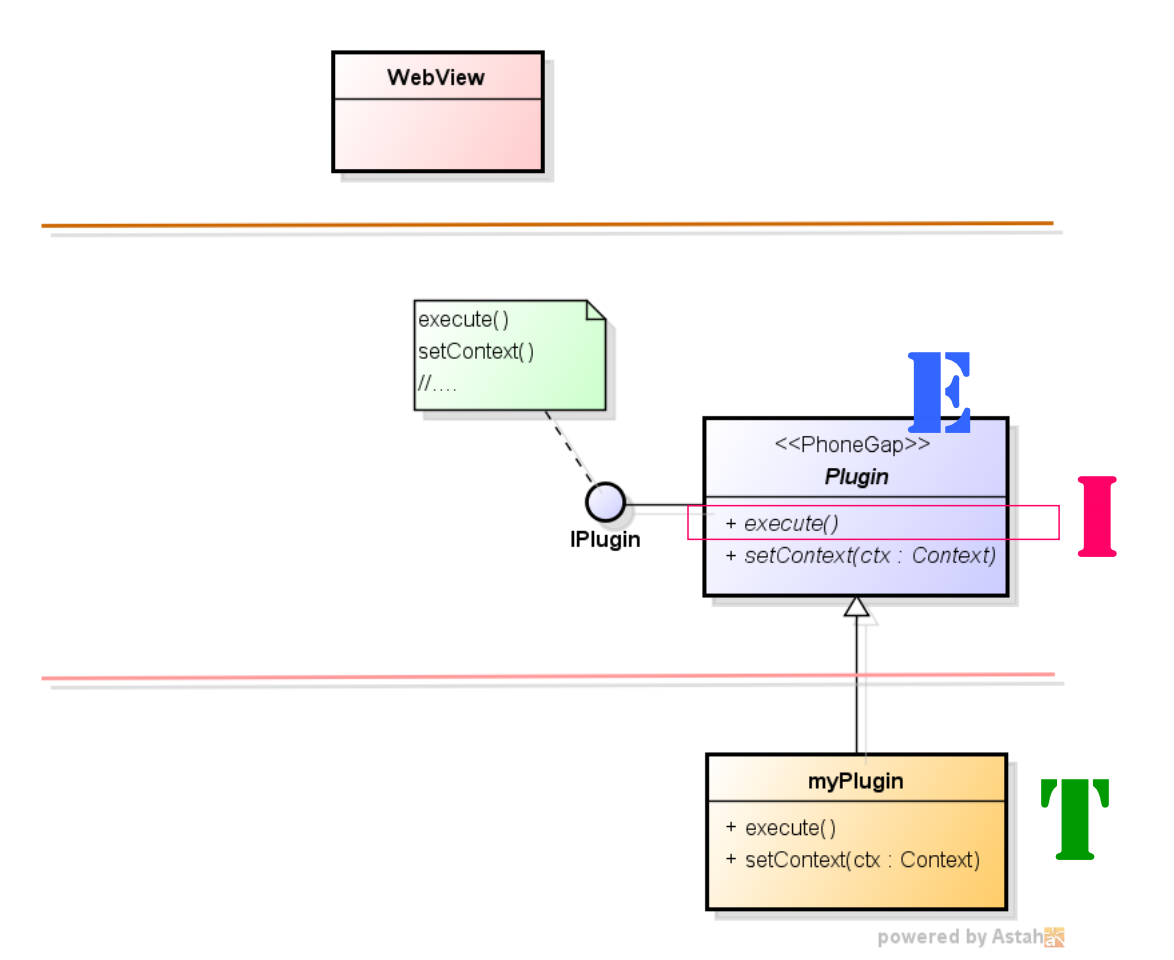 WebView
execute()
setContext()
//....
E
<<PhoneGap>>
Plugin
I
+ execute()
+ setContext(ctx : Context)
IPlugin
myPlugin
T
+ execute()
+ setContext(ctx : Context)
powered by Astah